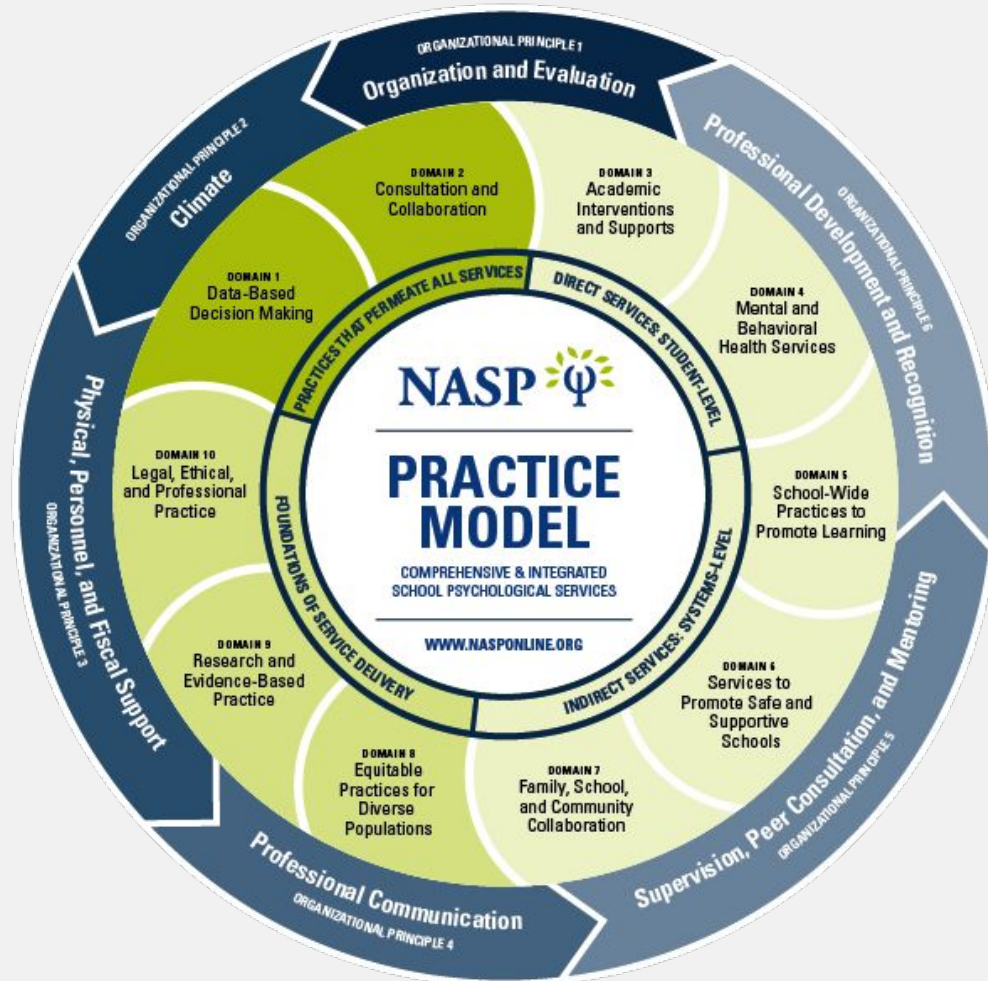 ORGANIZATIONAL PRINCIPLE 1
Organization and Evaluation
ORGANIZATIONAL PRINCIPLE 2
Climate
Physical, Personnel, and Fiscal Support
ORGANIZATIONAL PRINCIPLE 3
Professional Communication
ORGANIZATIONAL PRINCIPLE 4
Supervision, Peer Consultation, and Mentoring
ORGANIZATIONAL PRINCIPLE 5
Professional Development and Recognition
ORGANIZATIONAL PRINCIPLE 6
DOMAIN 1
Data-Based
Decision Making
DOMAIN 2
Consultation and
Collaboration
DOMAIN 3
Academic
Interventions
and Supports
DOMAIN 4
Mental and
Behavioral
Health Services
DOMAIN 5
School-Wide
Practices to
Promote Learning
DOMAIN 6
Services to
Promote Safe and
Supportive
Schools
DOMAIN 7
Family, School,
and Community
Collaboration
DOMAIN 8
Equitable
Practices for
Diverse
Populations
DOMAIN 9
Research and
Evidence-Based
Practice
DOMAIN 10
Legal, Ethical,
and Professional
Practice
PRACTICES THAT PERMEATE ALL SERVICES
DIRECT SERVICES: STUDENT-LEVEL
INDIRECT SERVICES: SYSTEMS-LEVEL
FOUNDATIONS OF SERVICE DELIVERY
NASP
PRACTICE
MODEL
COMPREHENSIVE & INTEGRATED
SCHOOL PSYCHOLOGICAL SERVICES
WWW.NASPONLINE.ORG